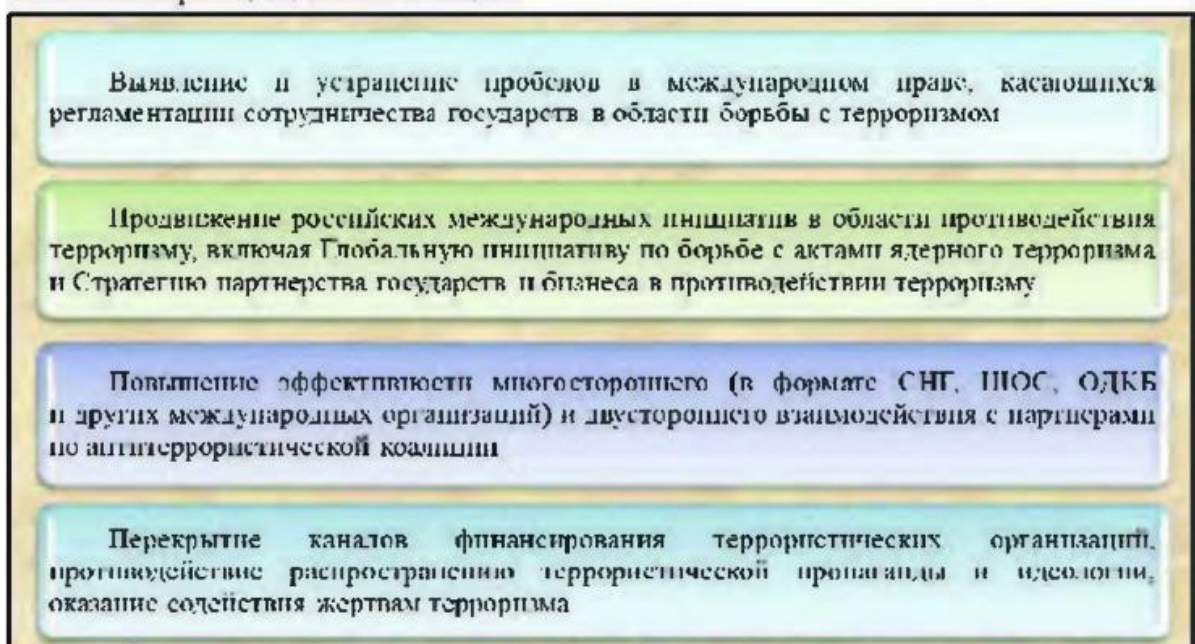 Выявление и устранение пробелов в международном праве, касающихся
регламентации сотрудничества государств в области борьбы с терроризмом
Продвижение российских международных инициатив в области противодействия
терроризму, включая Глобальную инициативу по борьбе с актами ядерного терроризма
и Стратегию партнерства государств и бизнеса в противодействии терроризму
Повышение эффективности многостороннего (в формате СНГ, ШОС, ОДКБ
и других международных организаций) и двустороннего взаимодействия с партнерами
по антитеррористической коалиции
Перекрытие каналов финансирования террористических организаций,
противодействие распространению террористической пропаганды и идеологии,
оказание содействия жертвам терроризма